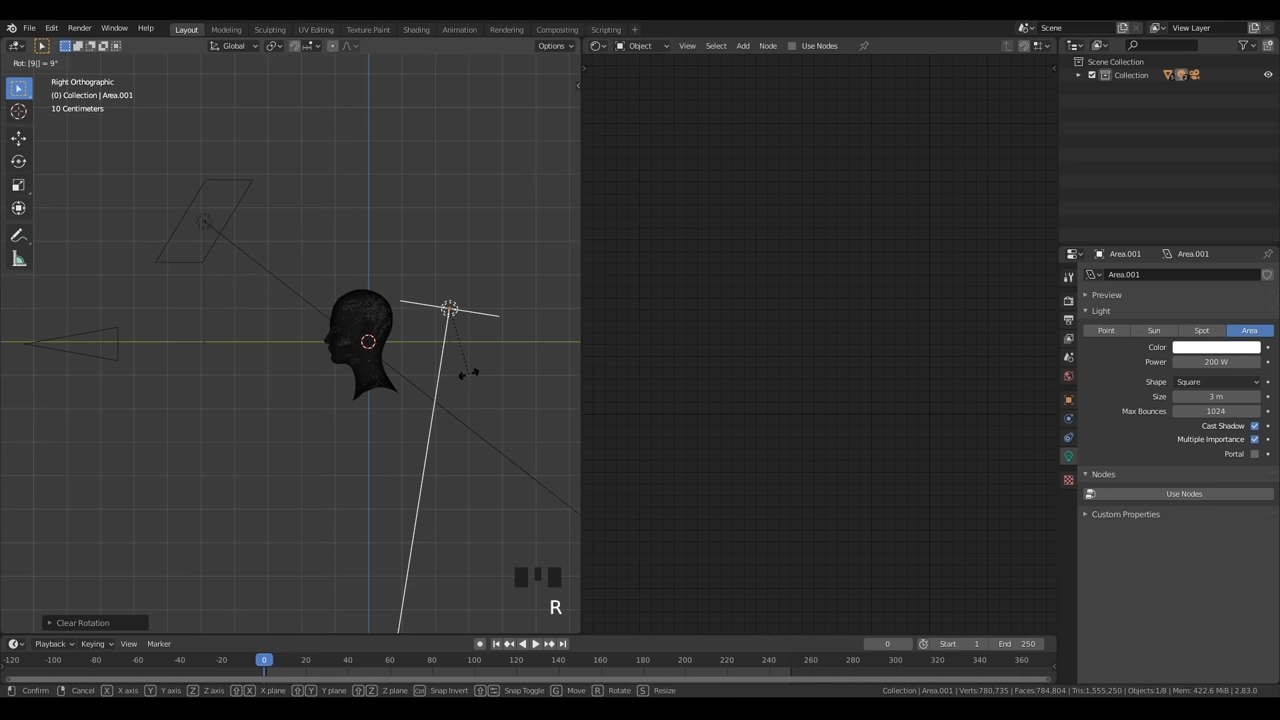 File Edit Render Window Help Layout Modeling Sculpting UV Editing Texture Paint Shading Animation Rendering Compositing Scripting + Scene View Layer
Global Options Object View Select Add Node Use Nodes
Rot: [9|] = 9°
Right Orthographic
(0) Collection | Area.001
10 Centimeters
Scene Collection
Collection
Area.001 Area.001
Area.001
Preview
Light
Point Sun Spot Area
Color
Power 200 W
Shape Square
Size 3 m
Max Bounces 1024
Cast Shadow
Multiple Importance
Portal
Nodes
Use Nodes
Custom Properties
R
Clear Rotation
Playback Keying View Marker 0 Start 1 End 250
-120 -100 -80 -60 -40 -20 0 20 40 60 80 100 120 140 160 180 200 220 240 260 280 300 320 340 360
Confirm Cancel X X axis Y Y axis Z Z axis X X plane Y Y plane Z Z plane Ctrl Snap Invert Snap Toggle G Move R Rotate S Resize Collection | Area.001 | Verts:780,735 | Faces:784,804 | Tris:1,555,250 | Objects:1/8 | Mem: 422.6 MiB | 2.83.0